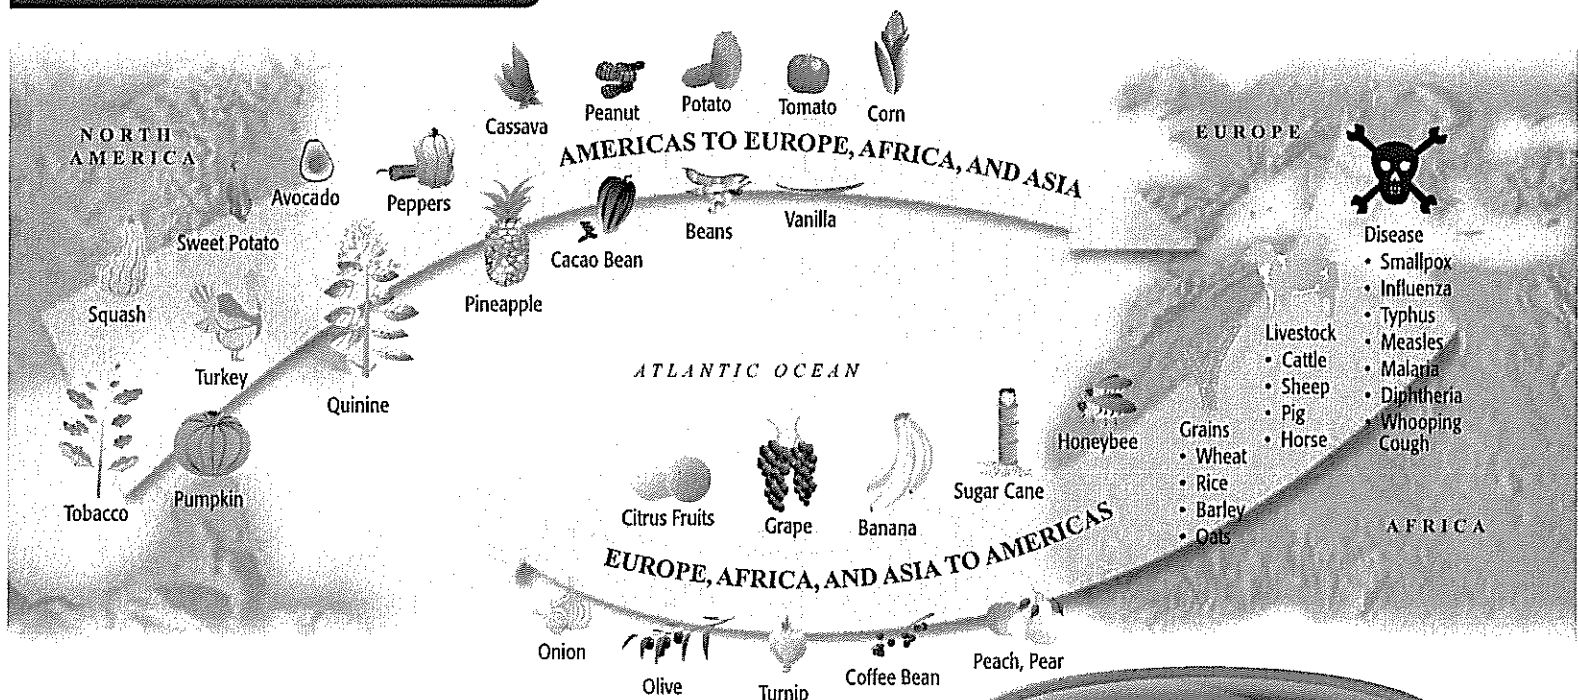 NORTH
AMERICA
Avocado
Sweet Potato
Squash
Turkey
Tobacco
Pumpkin
Quinine
Peppers
Cassava
Peanut
Potato
Tomato
Corn
AMERICAS TO EUROPE, AFRICA, AND ASIA
Pineapple
Cacao Bean
Beans
Vanilla
ATLANTIC OCEAN
EUROPE
Disease
• Smallpox
• Influenza
• Typhus
• Measles
• Malaria
• Diphtheria
• Whooping
Cough
Livestock
• Cattle
• Sheep
• Pig
• Horse
Grains
• Wheat
• Rice
• Barley
• Oats
Honeybee
Sugar Cane
Banana
Grape
Citrus Fruits
AFRICA
EUROPE, AFRICA, AND ASIA TO AMERICAS
Onion
Olive
Turnip
Coffee Bean
Peach, Pear